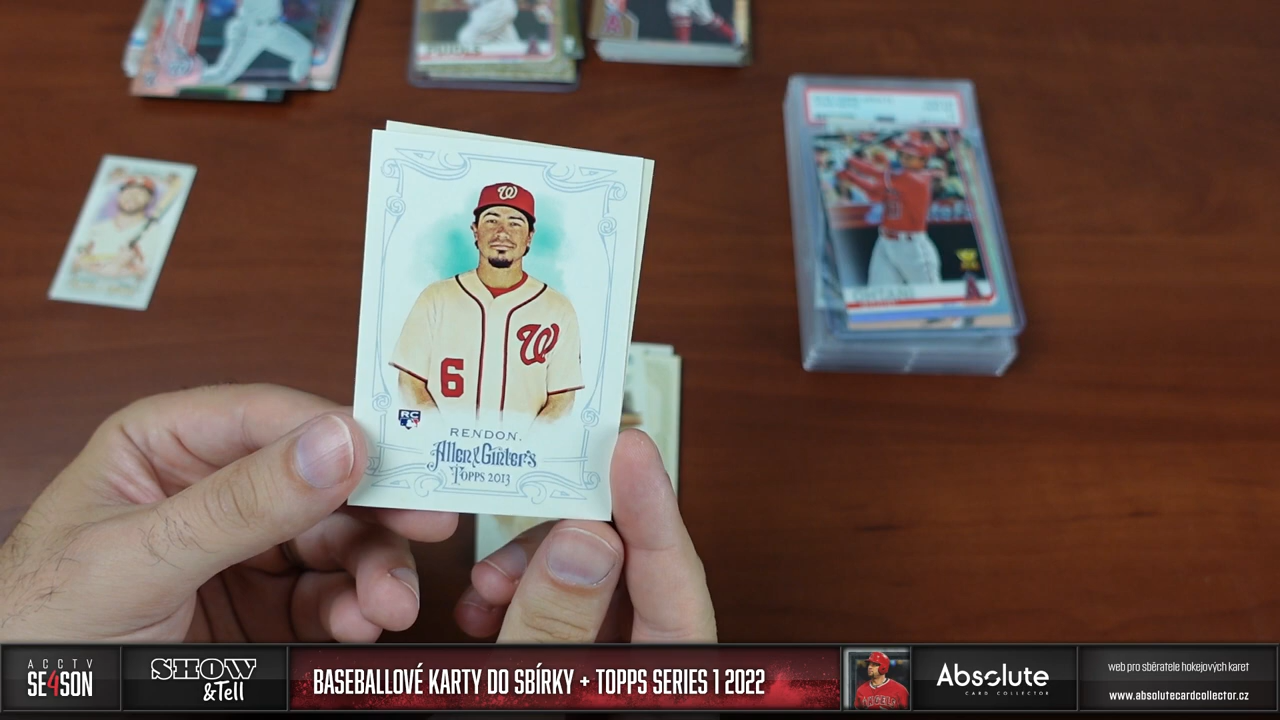 W
W
6
RC
RENDON.
Allen & Ginter's
TOPPS 2013
ACCTV
SE4SON
SHOW
&Tell
BASEBALLOVÉ KARTY DO SBÍRKY + TOPPS SERIES 1 2022
Absolute
CARD COLLECTOR
web pro sběratele hokejových karet
www.absolutecardcollector.cz